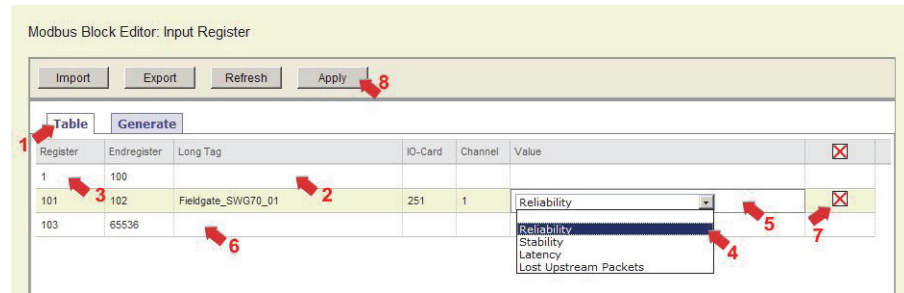 Modbus Block Editor: Input Register
Import Export Refresh Apply 8
Table Generate
1
Register Endregister Long Tag IO-Card Channel Value
1 100
3 2
101 102 Fieldgate_SWG70_01 251 1 Reliability
5 7
103 65536
6
Reliability
4
Stability
Latency
Lost Upstream Packets